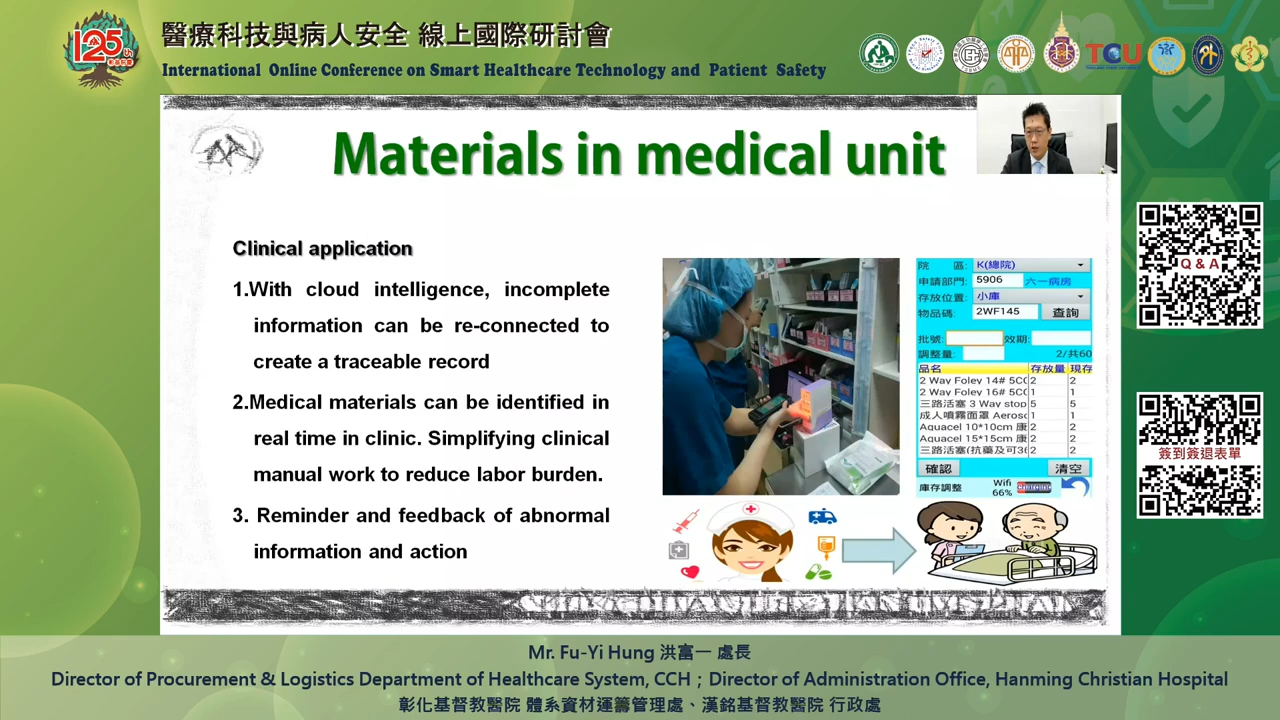 125
醫療科技與病人安全 線上國際研討會
International Online Conference on Smart Healthcare Technology and Patient Safety
TCU
Materials in medical unit
Clinical application
1.With cloud intelligence, incomplete
information can be re-connected to
create a traceable record
2.Medical materials can be identified in
real time in clinic. Simplifying clinical
manual work to reduce labor burden.
3. Reminder and feedback of abnormal
information and action
院 區: K(總院)
申請部門: 5906 六一病房
存放位置: 小庫
物品碼: 2WF145 查詢
批號: 效期:
調整量: 2/共60
品名 存放量 現存
2 Way Foley 14# 5CC 2 2
2 Way Foley 16# 5CC 1 1
三路活塞 3 Way stop 5 5
成人噴霧面罩 Aeroso 1 1
Aquacel 10*10cm 康 2 2
Aquacel 15*15cm 康 2 2
三路活塞(抗藥及可36 2 2
確認 清空
庫存調整 Wifi 66% charging
Q & A
簽到簽退表單
Mr. Fu-Yi Hung 洪富一 處長
Director of Procurement & Logistics Department of Healthcare System, CCH；Director of Administration Office, Hanming Christian Hospital
彰化基督教醫院 體系資材運籌管理處、漢銘基督教醫院 行政處